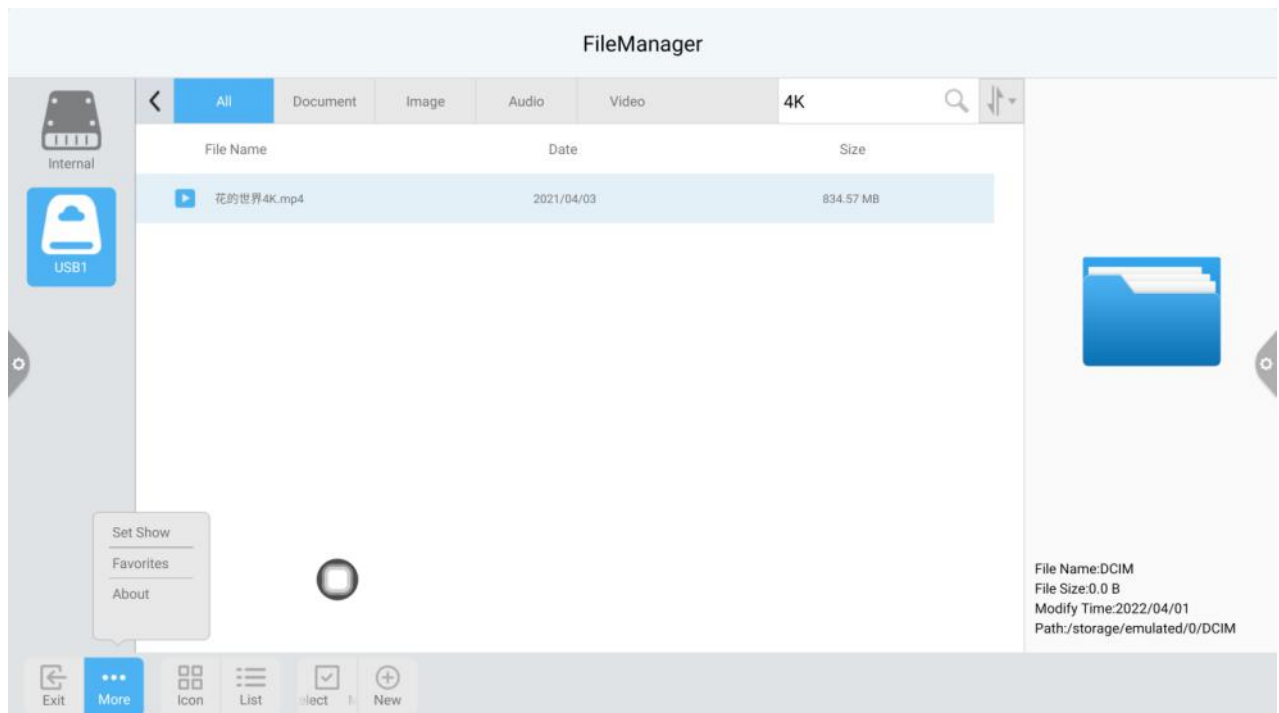 FileManager
All Document Image Audio Video 4K
Internal
File Name Date Size
花的世界4K.mp4 2021/04/03 834.57 MB
USB1
Set Show
Favorites
About
File Name:DCIM
File Size:0.0 B
Modify Time:2022/04/01
Path:/storage/emulated/0/DCIM
Exit More Icon List elect New